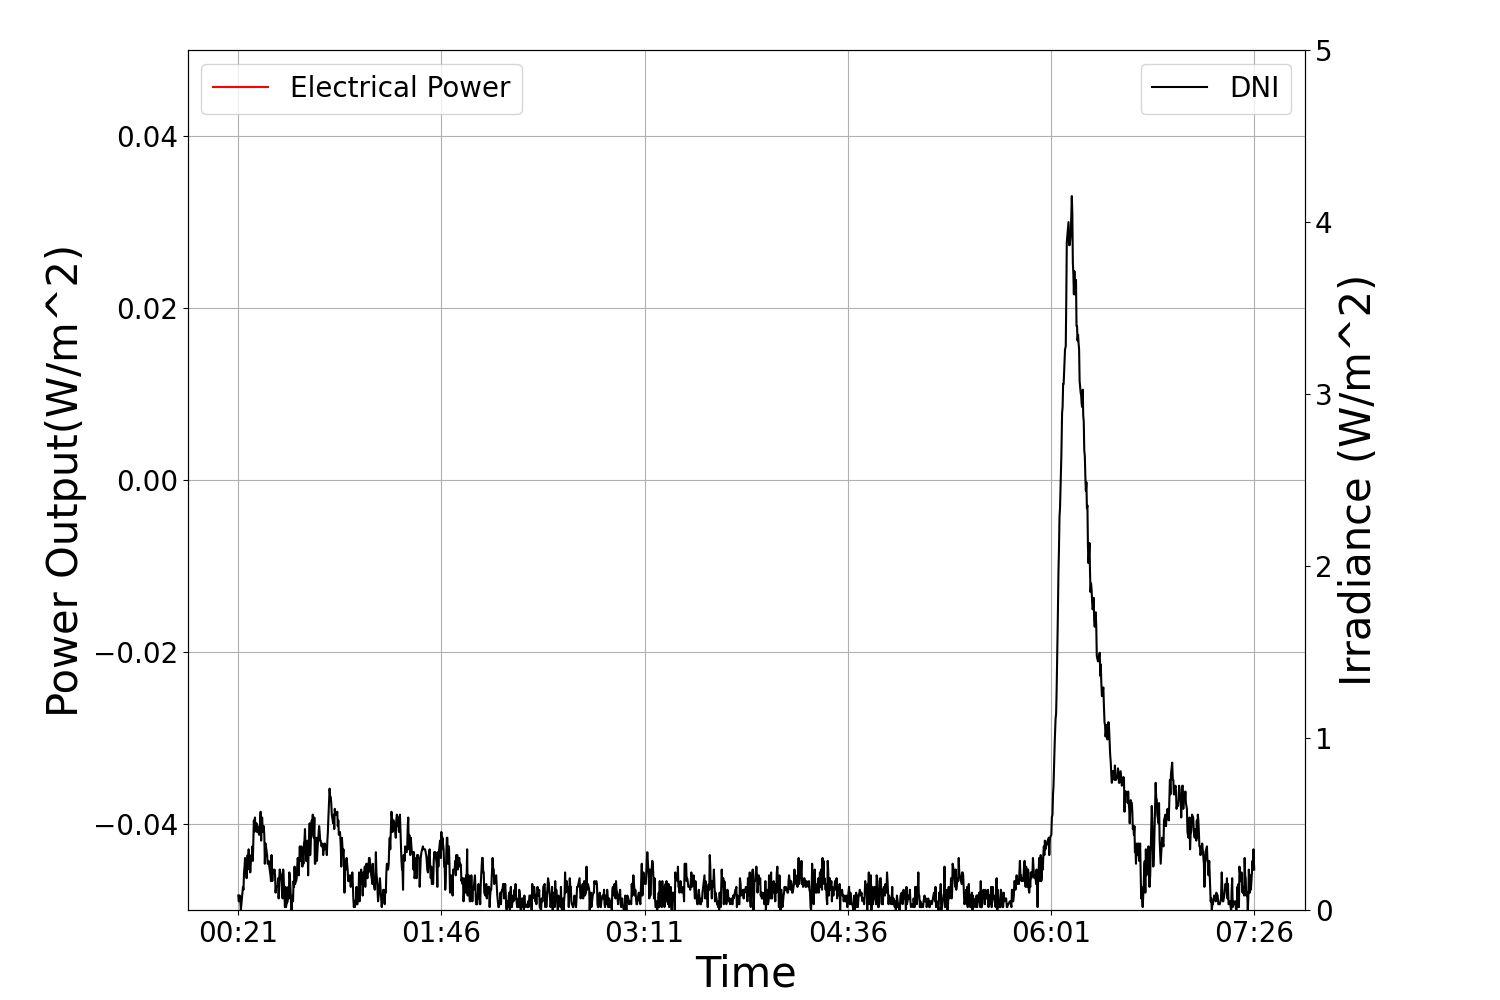 Electrical Power
DNI
Power Output(W/m^2)
0.04
0.02
0.00
−0.02
−0.04
5
4
3
2
1
0
Irradiance (W/m^2)
00:21 01:46 03:11 04:36 06:01 07:26
Time